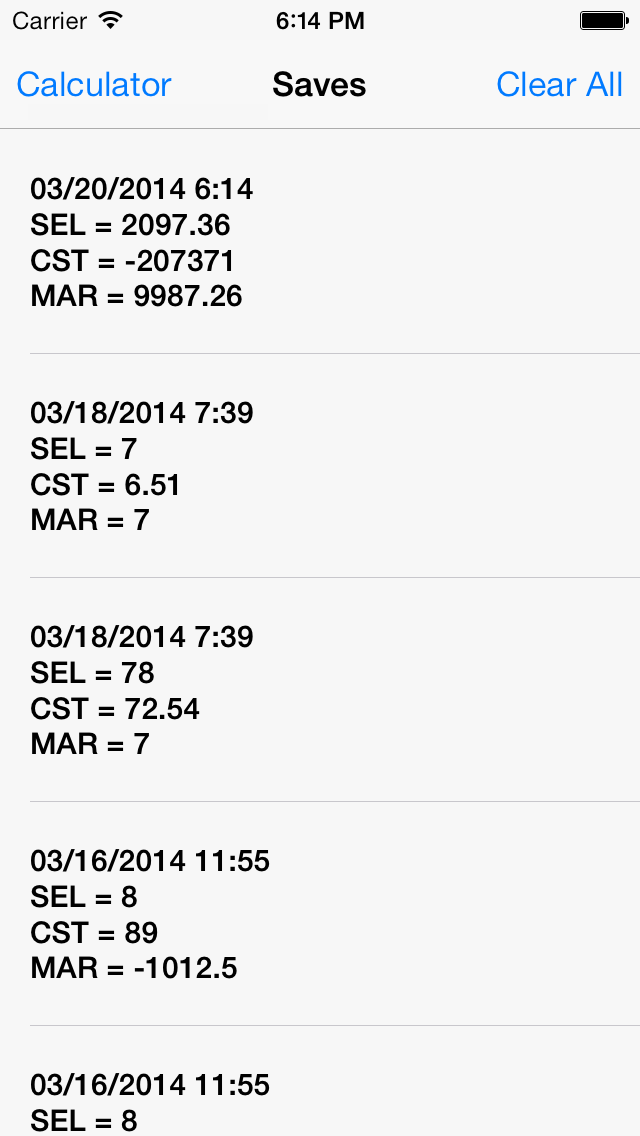 Carrier 6:14 PM
Calculator Saves Clear All
03/20/2014 6:14
SEL = 2097.36
CST = -207371
MAR = 9987.26
03/18/2014 7:39
SEL = 7
CST = 6.51
MAR = 7
03/18/2014 7:39
SEL = 78
CST = 72.54
MAR = 7
03/16/2014 11:55
SEL = 8
CST = 89
MAR = -1012.5
03/16/2014 11:55
SEL = 8